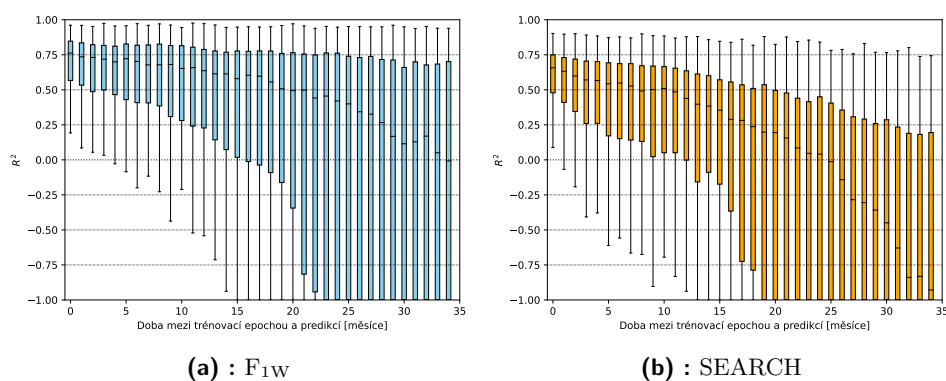 1.00
0.75
0.50
0.25
0.00
−0.25
−0.50
−0.75
−1.00
R²
0 5 10 15 20 25 30 35
Doba mezi trénovací epochou a predikcí [měsíce]
(a) : F1W
1.00
0.75
0.50
0.25
0.00
−0.25
−0.50
−0.75
−1.00
R²
0 5 10 15 20 25 30 35
Doba mezi trénovací epochou a predikcí [měsíce]
(b) : SEARCH